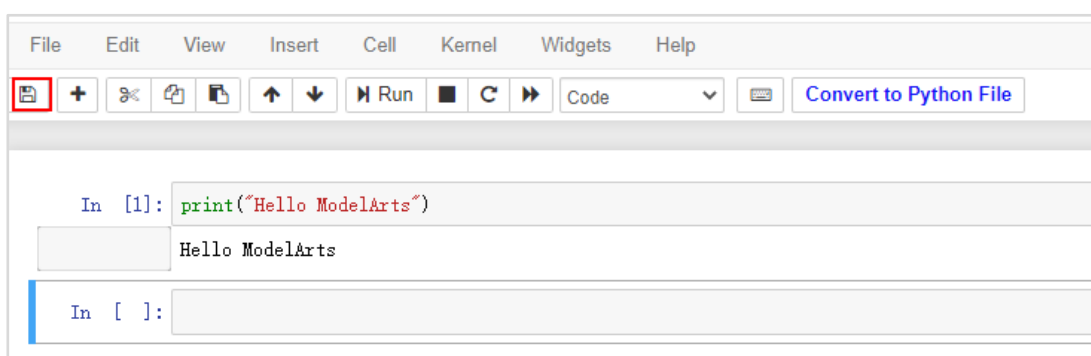 File Edit View Insert Cell Kernel Widgets Help
Run Code Convert to Python File
In [1]: print("Hello ModelArts")
Hello ModelArts
In [ ]: